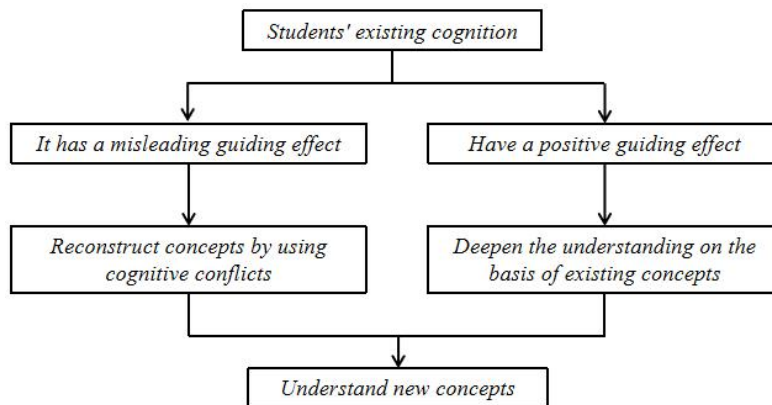 Students' existing cognition
It has a misleading guiding effect
Have a positive guiding effect
Reconstruct concepts by using
cognitive conflicts
Deepen the understanding on the
basis of existing concepts
Understand new concepts